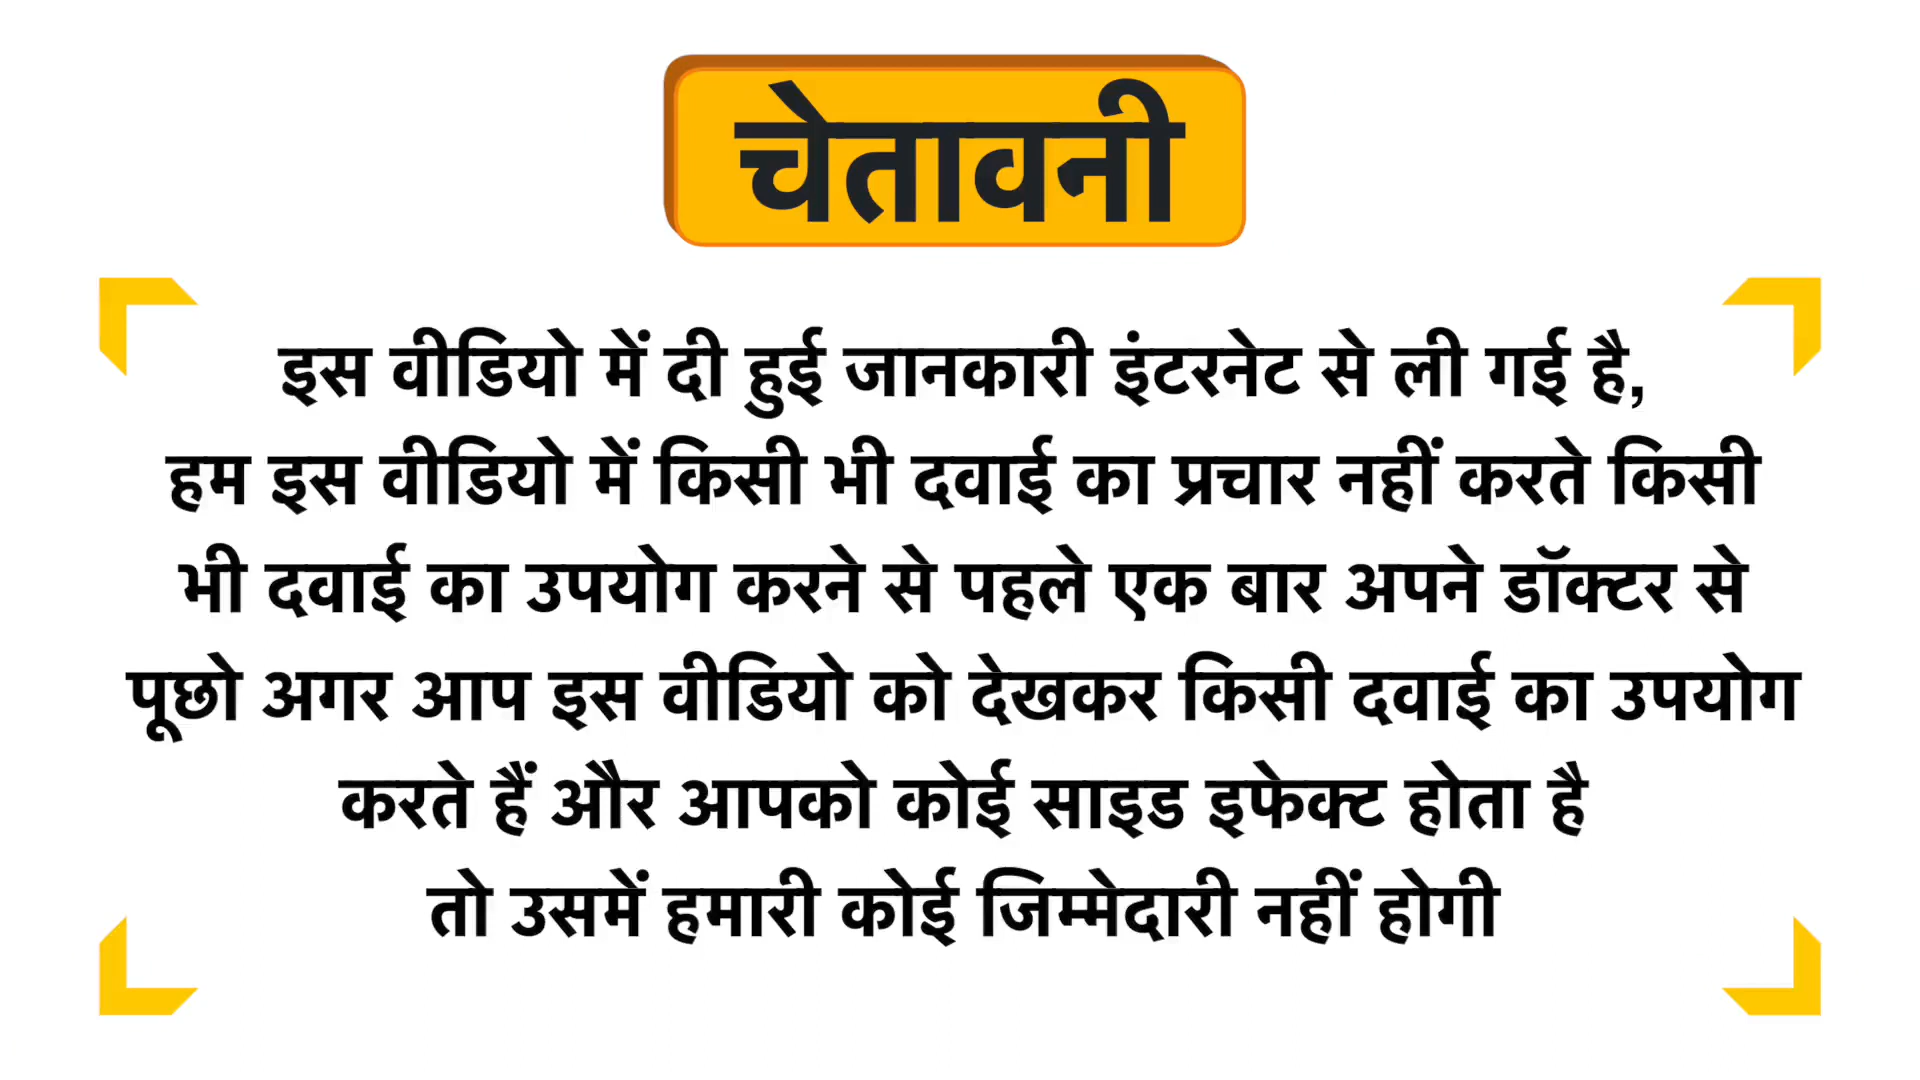 चेतावनी
इस वीडियो में दी हुई जानकारी इंटरनेट से ली गई है,
हम इस वीडियो में किसी भी दवाई का प्रचार नहीं करते किसी
भी दवाई का उपयोग करने से पहले एक बार अपने डॉक्टर से
पूछो अगर आप इस वीडियो को देखकर किसी दवाई का उपयोग
करते हैं और आपको कोई साइड इफेक्ट होता है
तो उसमें हमारी कोई जिम्मेदारी नहीं होगी